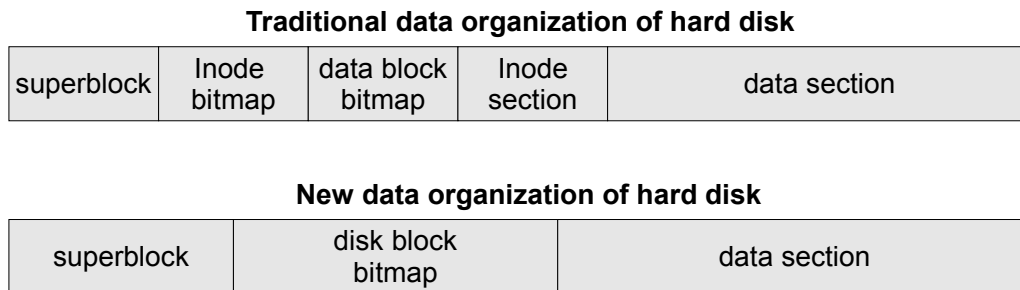 Traditional data organization of hard disk
superblock
Inode
bitmap
data block
bitmap
Inode
section
data section
New data organization of hard disk
superblock
disk block
bitmap
data section